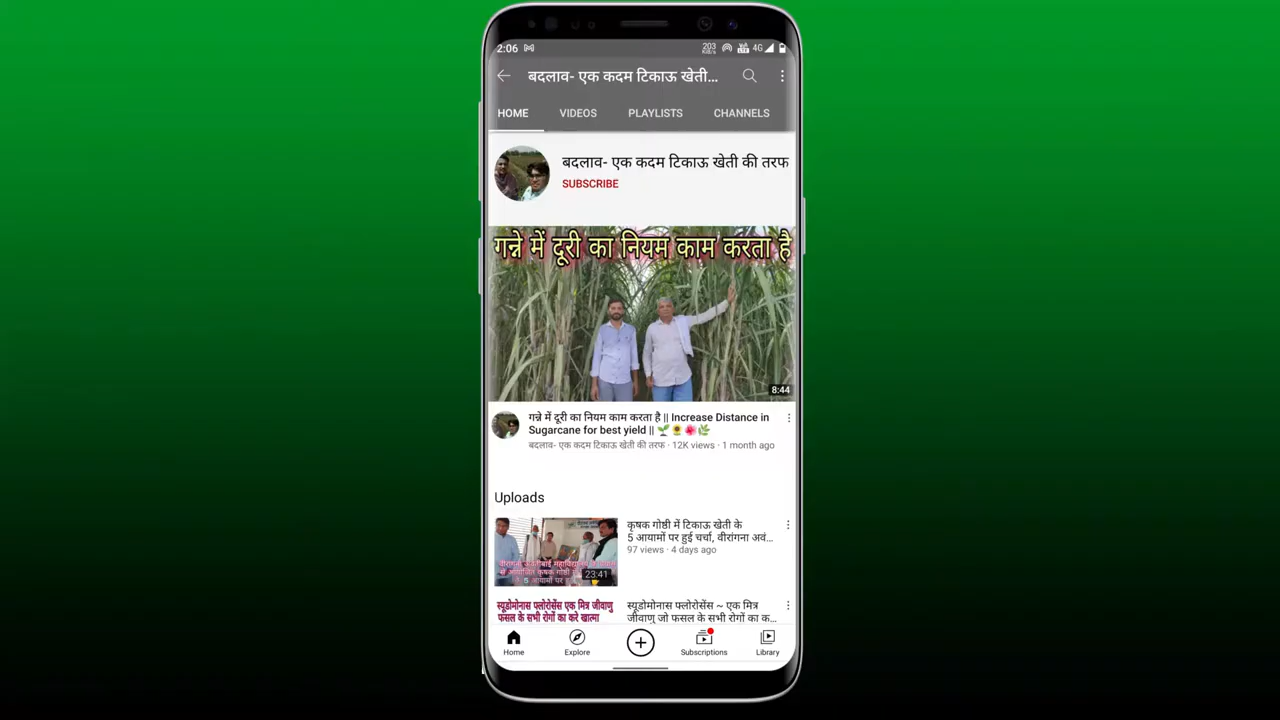 2:06
203
KB/S
4G
बदलाव- एक कदम टिकाऊ खेती...
HOME
VIDEOS
PLAYLISTS
CHANNELS
बदलाव- एक कदम टिकाऊ खेती की तरफ
SUBSCRIBE
गन्ने में दूरी का नियम काम करता है
8:44
गन्ने में दूरी का नियम काम करता है || Increase Distance in
Sugarcane for best yield ||
बदलाव- एक कदम टिकाऊ खेती की तरफ · 12K views · 1 month ago
Uploads
कृषक गोष्ठी में टिकाऊ खेती के
5 आयामों पर हुई चर्चा, वीरांगना अवं...
97 views · 4 days ago
23:41
स्यूडोमोनास फ्लोरोसेंस एक मित्र जीवाणु
फसल के सभी रोगों का करे खात्मा
स्यूडोमोनास फ्लोरोसेंस ~ एक मित्र
जीवाणु जो फसल के सभी रोगों का क...
Home
Explore
Subscriptions
Library